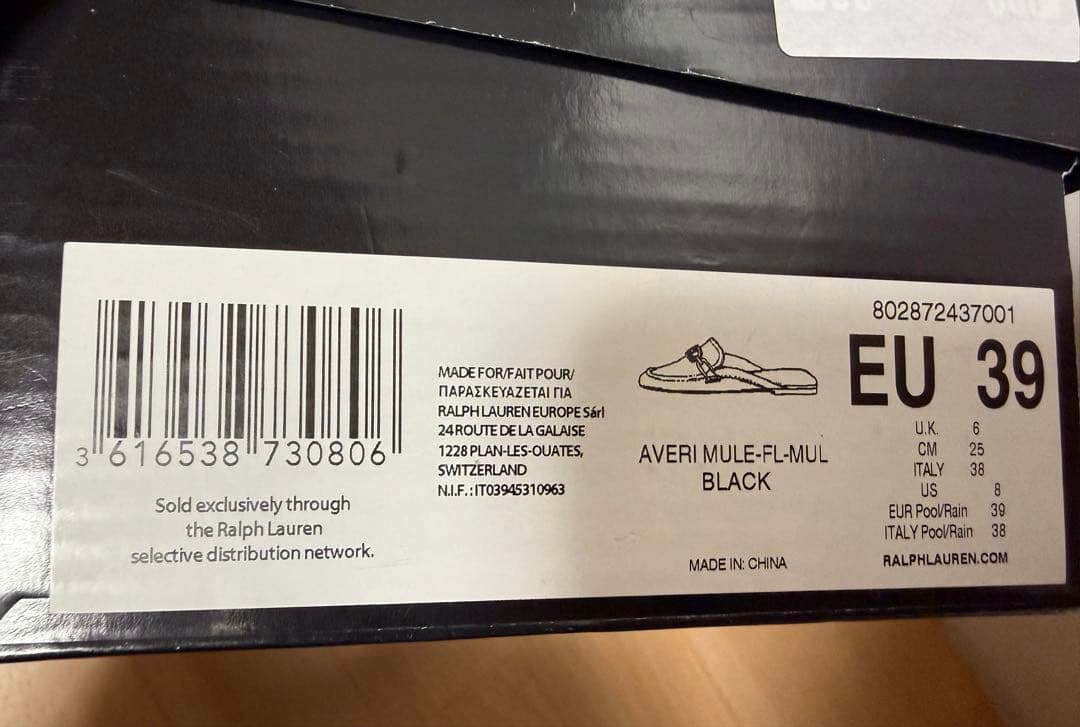 3 616538 730806
Sold exclusively through
the Ralph Lauren
selective distribution network.
MADE FOR/FAIT POUR/
ΠΑΡΑΣΚΕΥΑΖΕΤΑΙ ΓΙΑ
RALPH LAUREN EUROPE Sárl
24 ROUTE DE LA GALAISE
1228 PLAN-LES-OUATES,
SWITZERLAND
N.I.F.: IT03945310963
AVERI MULE-FL-MUL
BLACK
MADE IN: CHINA
802872437001
EU 39
U.K. 6
CM 25
ITALY 38
US 8
EUR Pool/Rain 39
ITALY Pool/Rain 38
RALPHLAUREN.COM